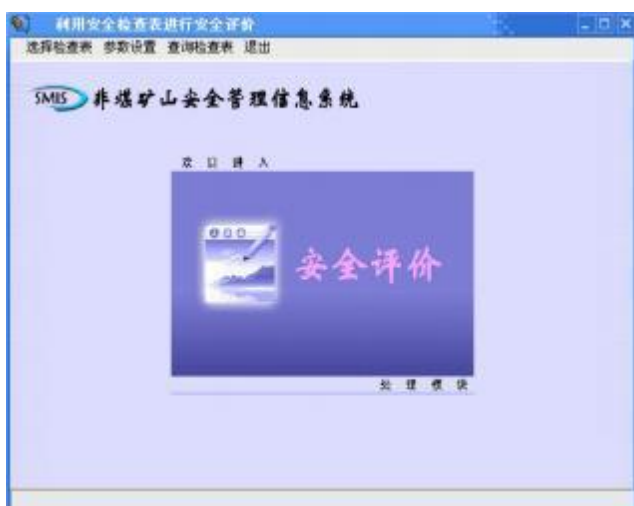 利用安全检查表进行安全评价
选择检查表 参数设置 查询检查表 退出
SMIS 非煤矿山安全管理信息系统
欢 迎 进 入
安全评价
处 理 模 块